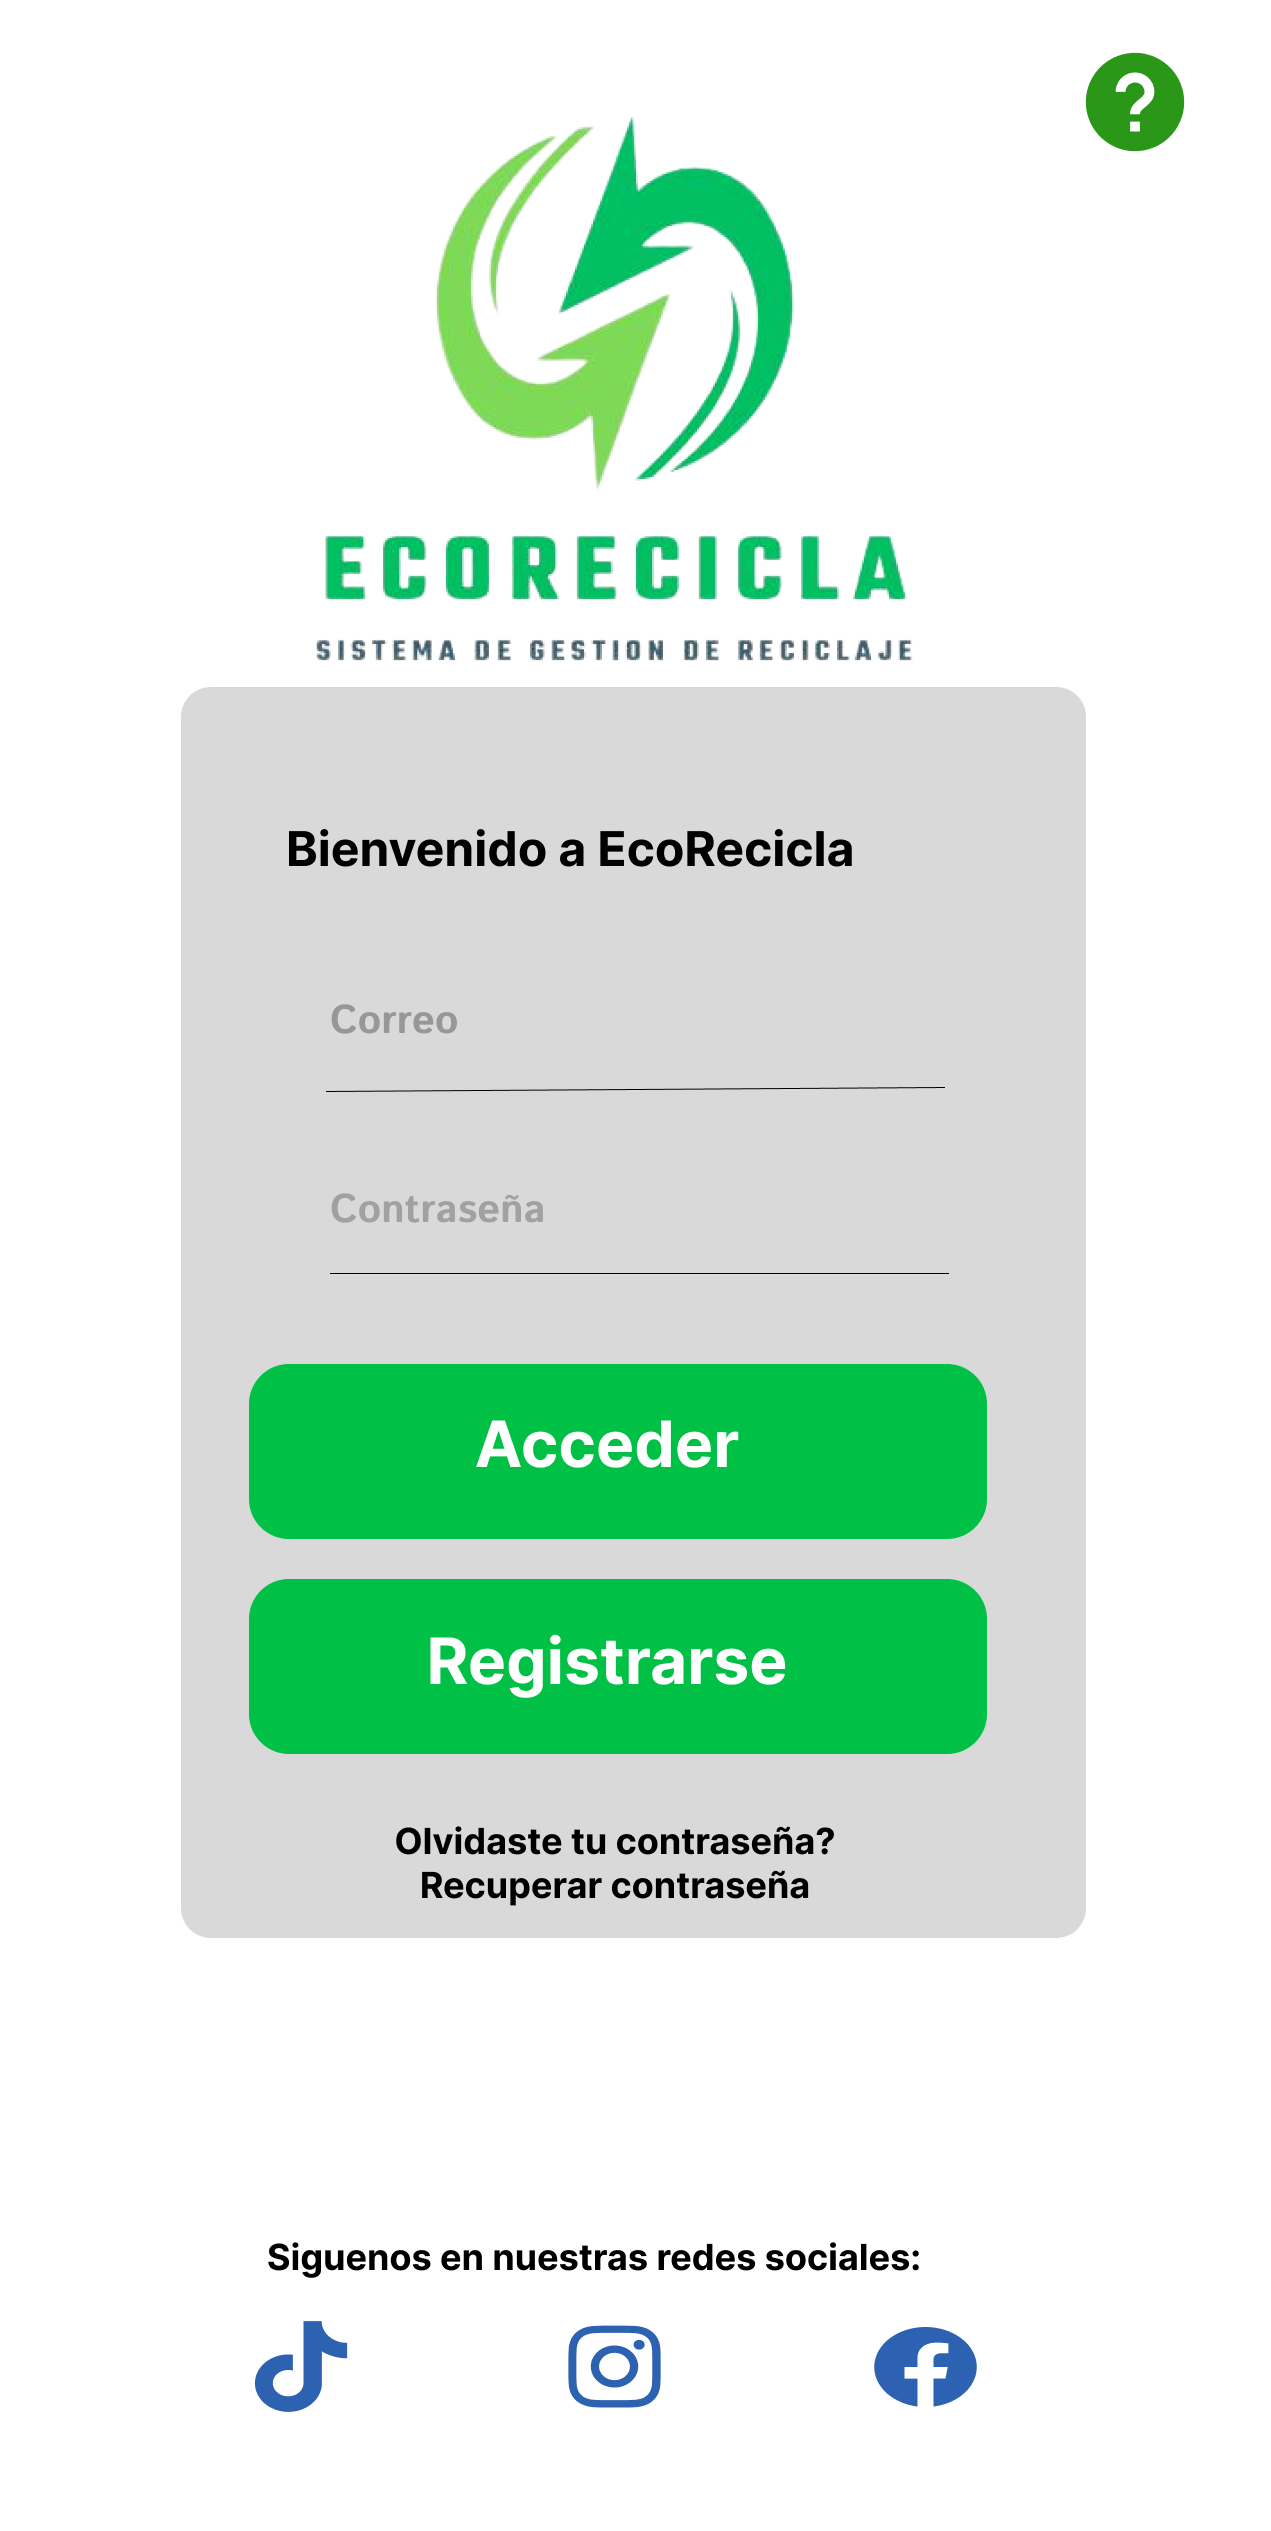 ?
ECORECICLA
SISTEMA DE GESTION DE RECICLAJE
Bienvenido a EcoRecicla
Correo
Contraseña
Acceder
Registrarse
Olvidaste tu contraseña?
Recuperar contraseña
Siguenos en nuestras redes sociales: